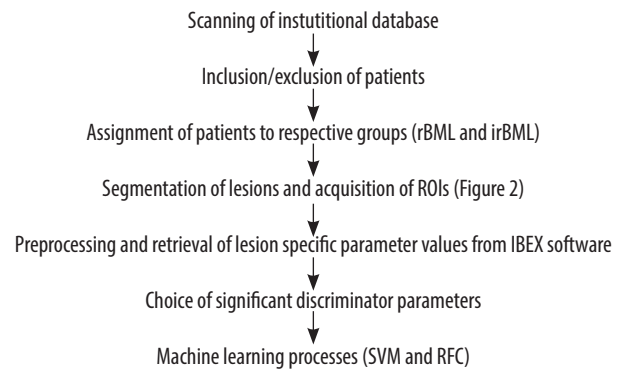 Scanning of instutitional database
Inclusion/exclusion of patients
Assignment of patients to respective groups (rBML and irBML)
Segmentation of lesions and acquisition of ROIs (Figure 2)
Preprocessing and retrieval of lesion specific parameter values from IBEX software
Choice of significant discriminator parameters
Machine learning processes (SVM and RFC)